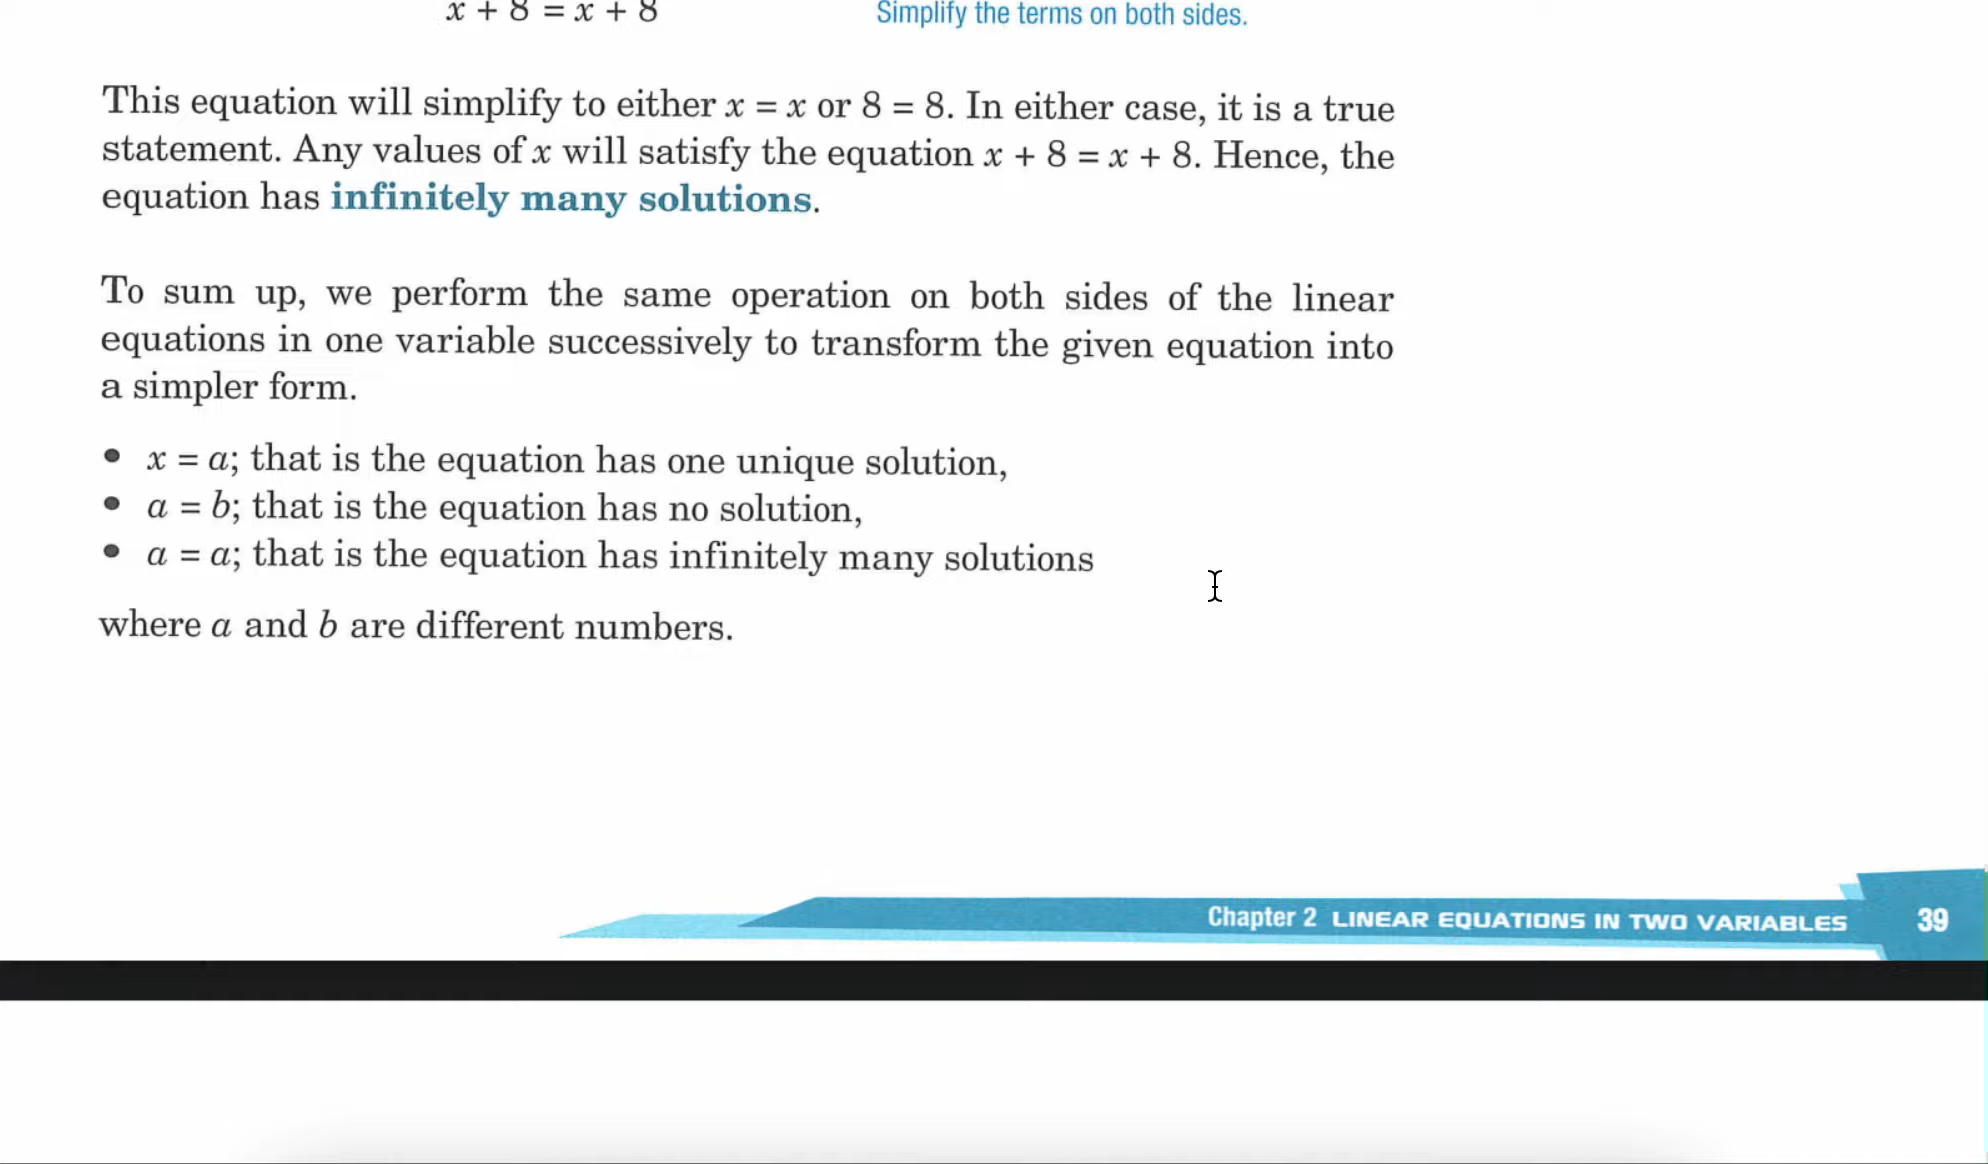 x + 8 = x + 8 Simplify the terms on both sides.
This equation will simplify to either x = x or 8 = 8. In either case, it is a true
statement. Any values of x will satisfy the equation x + 8 = x + 8. Hence, the
equation has infinitely many solutions.
To sum up, we perform the same operation on both sides of the linear
equations in one variable successively to transform the given equation into
a simpler form.
• x = a; that is the equation has one unique solution,
• a = b; that is the equation has no solution,
• a = a; that is the equation has infinitely many solutions
where a and b are different numbers.
Chapter 2 LINEAR EQUATIONS IN TWO VARIABLES 39